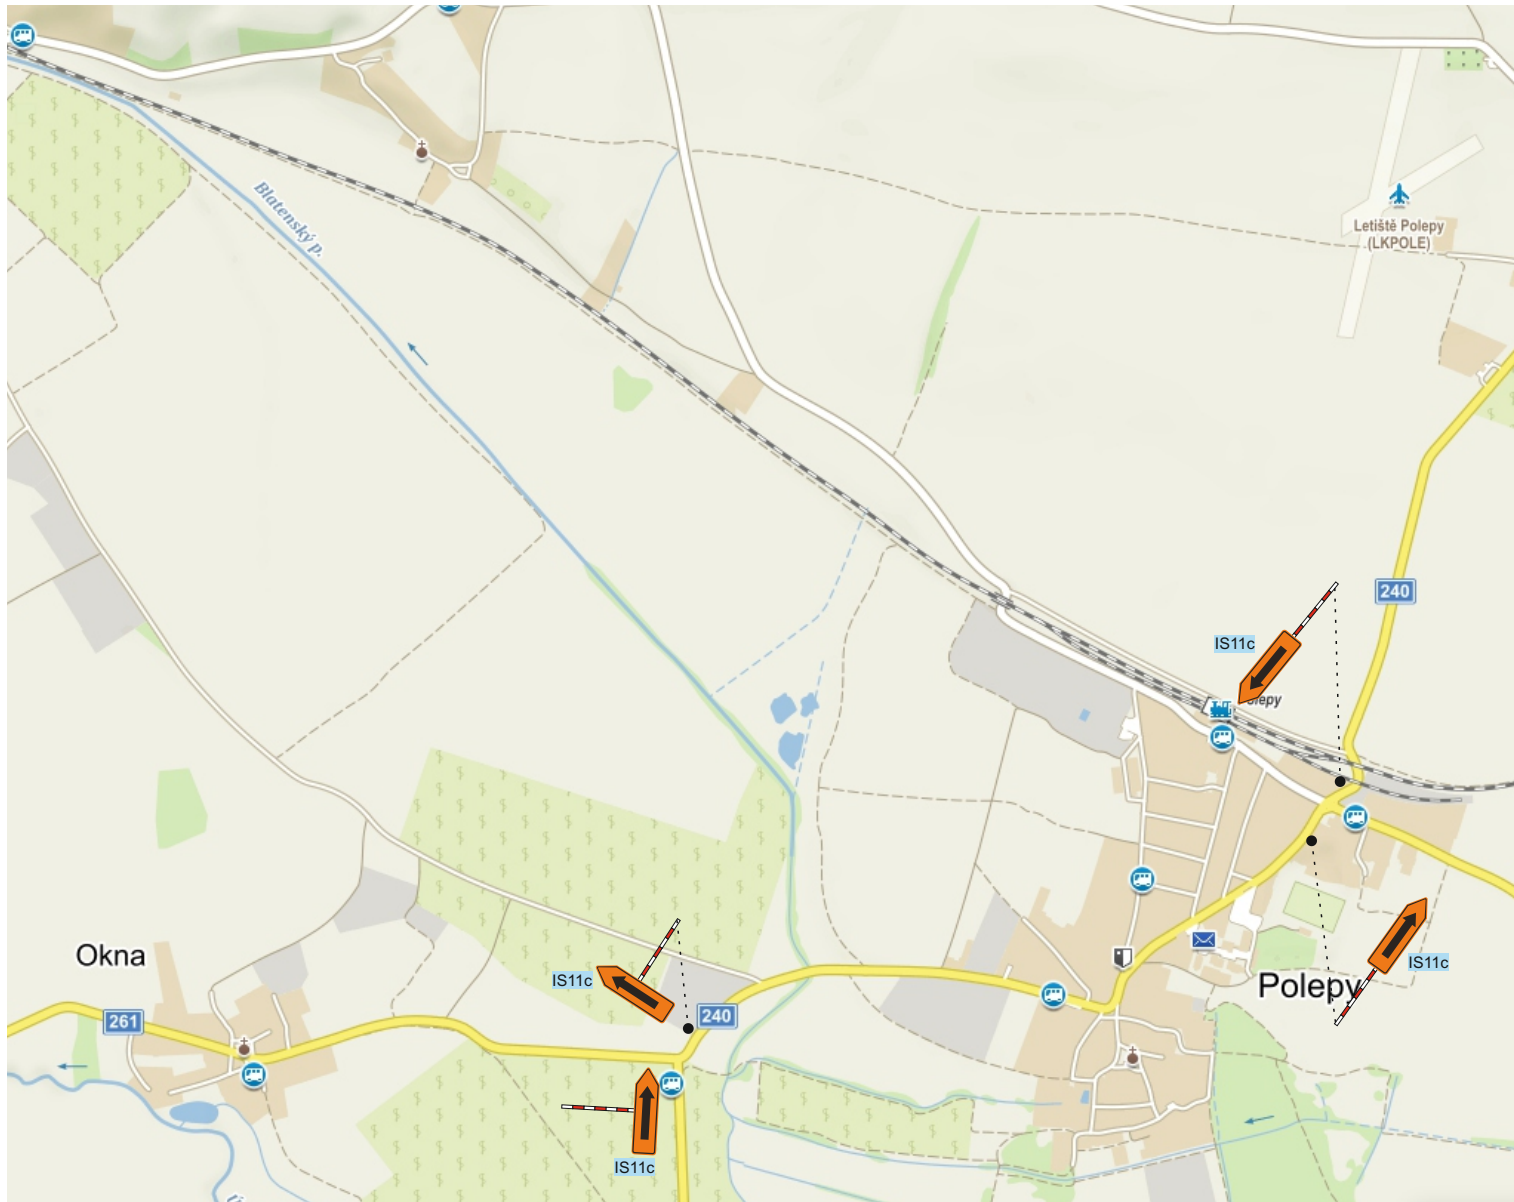 Blatenský p.
Letiště Polepy
(LKPOLE)
240
IS11c
Okna
IS11c
Polepy
IS11c
261
240
IS11c